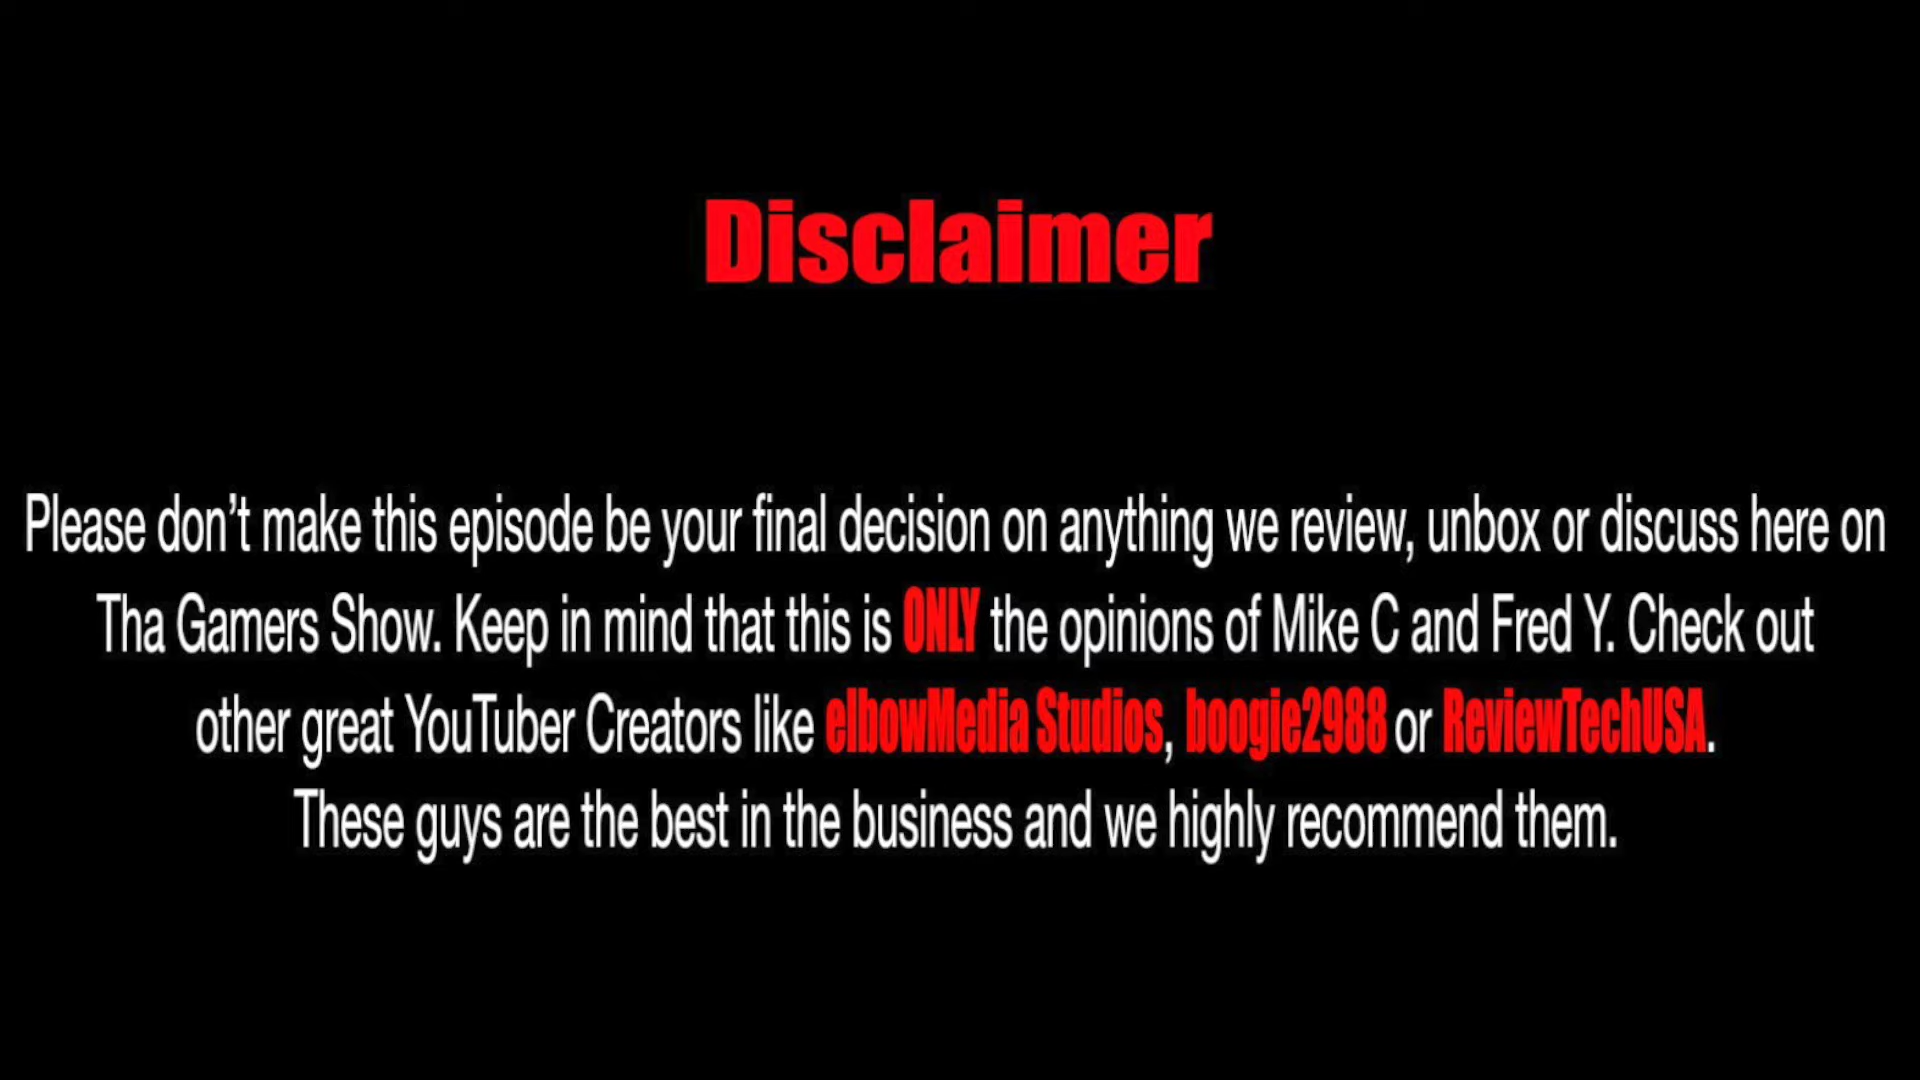 Disclaimer
Please don't make this episode be your final decision on anything we review, unbox or discuss here on
Tha Gamers Show. Keep in mind that this is ONLY the opinions of Mike C and Fred Y. Check out
other great YouTuber Creators like elbowMedia Studios, boogie2988 or ReviewTechUSA.
These guys are the best in the business and we highly recommend them.